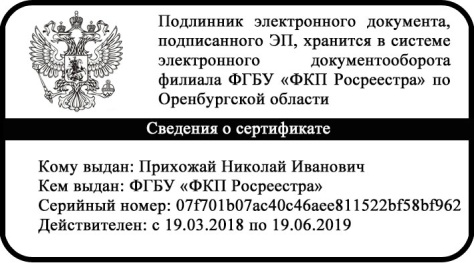 Подлинник электронного документа,
подписанного ЭП, хранится в системе
электронного документооборота
филиала ФГБУ «ФКП Росреестра» по
Оренбургской области
Сведения о сертификате
Кому выдан: Прихожай Николай Иванович
Кем выдан: ФГБУ «ФКП Росреестра»
Серийный номер: 07f701b07ac40c46aee811522bf58bf962
Действителен: с 19.03.2018 по 19.06.2019